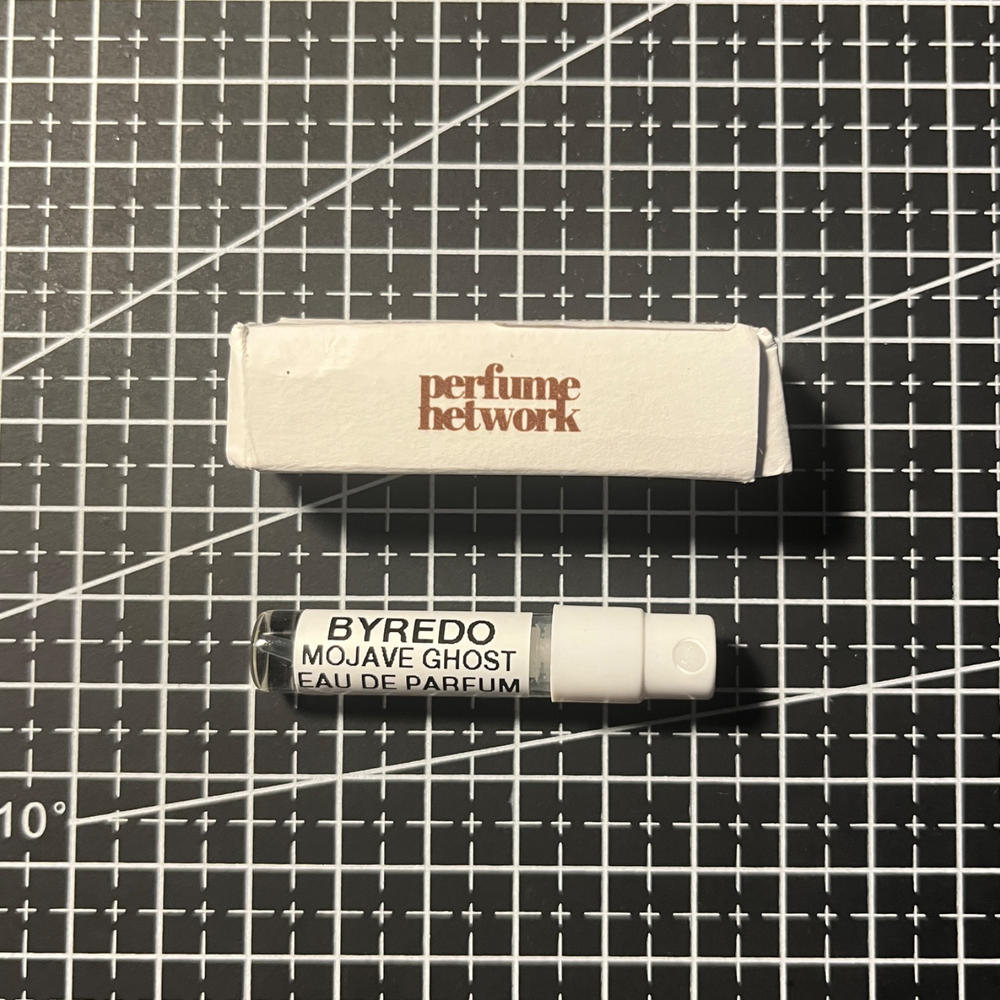 perfume
network
BYREDO
MOJAVE GHOST
EAU DE PARFUM
10°